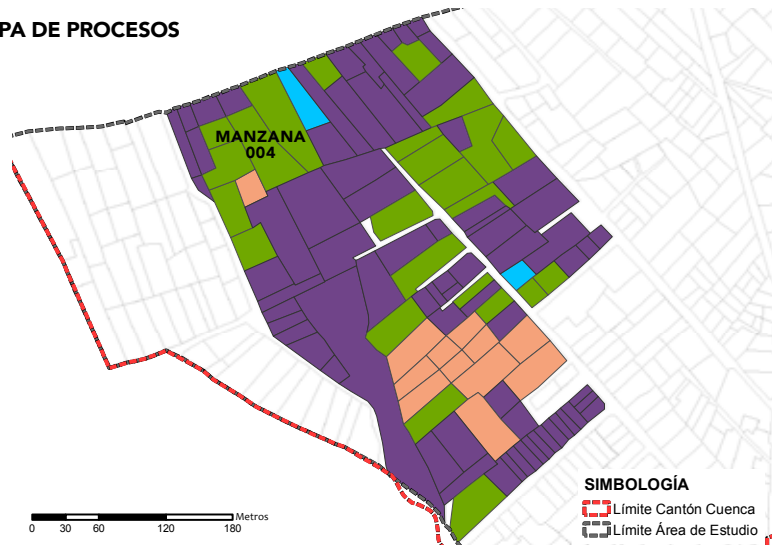 PA DE PROCESOS
MANZANA
004
SIMBOLOGÍA
Límite Cantón Cuenca
Límite Área de Estudio
Metros
0 30 60 120 180